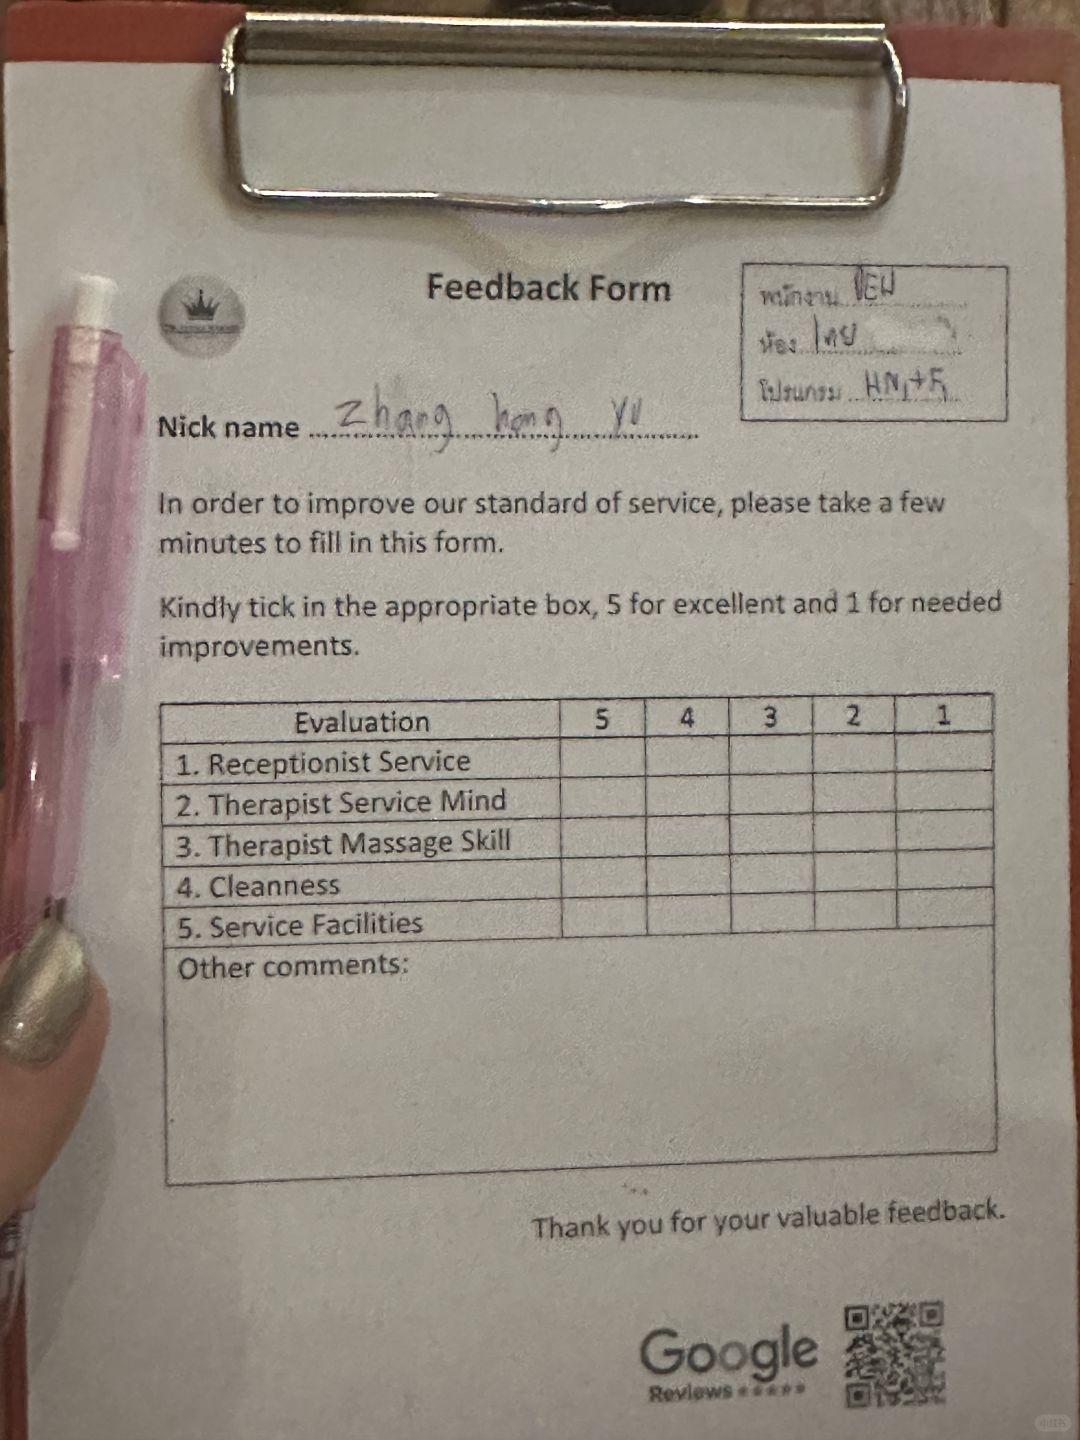 Feedback Form
พนักงาน
ห้อง ไทย
โปรแกรม HN1+F1
Nick name Zhang hong yu
In order to improve our standard of service, please take a few
minutes to fill in this form.
Kindly tick in the appropriate box, 5 for excellent and 1 for needed
improvements.
Evaluation 5 4 3 2 1
1. Receptionist Service
2. Therapist Service Mind
3. Therapist Massage Skill
4. Cleanness
5. Service Facilities
Other comments:
Thank you for your valuable feedback.
Google
Reviews
小红书